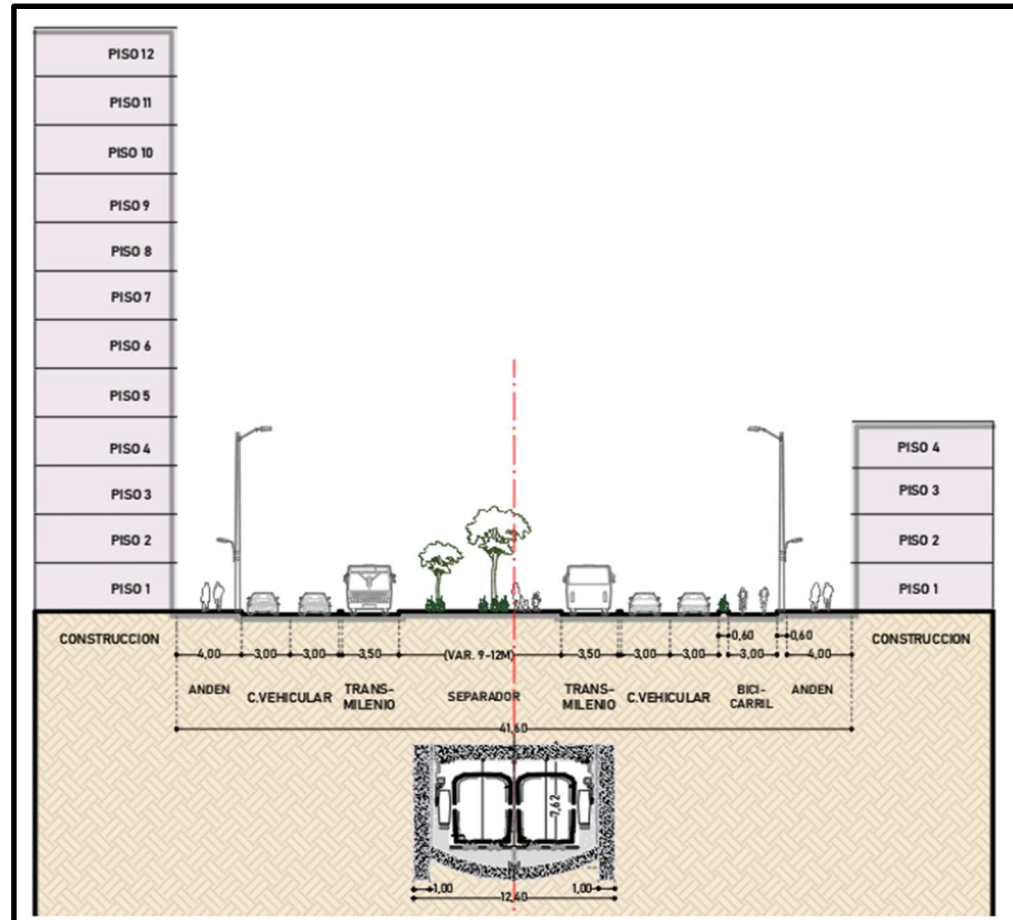 PISO 12
PISO 11
PISO 10
PISO 9
PISO 8
PISO 7
PISO 6
PISO 5
PISO 4
PISO 3
PISO 2
PISO 1
PISO 4
PISO 3
PISO 2
PISO 1
CONSTRUCCION
CONSTRUCCION
0,60
0,60
4,00
3,00
3,00
3,50
(VAR. 9-12M)
3,50
3,00
3,00
3,00
4,00
ANDEN
C.VEHICULAR
TRANS-
MILENIO
SEPARADOR
TRANS-
MILENIO
C.VEHICULAR
BICI-
CARRIL
ANDEN
41,60
7,62
1,00
1,00
12,40